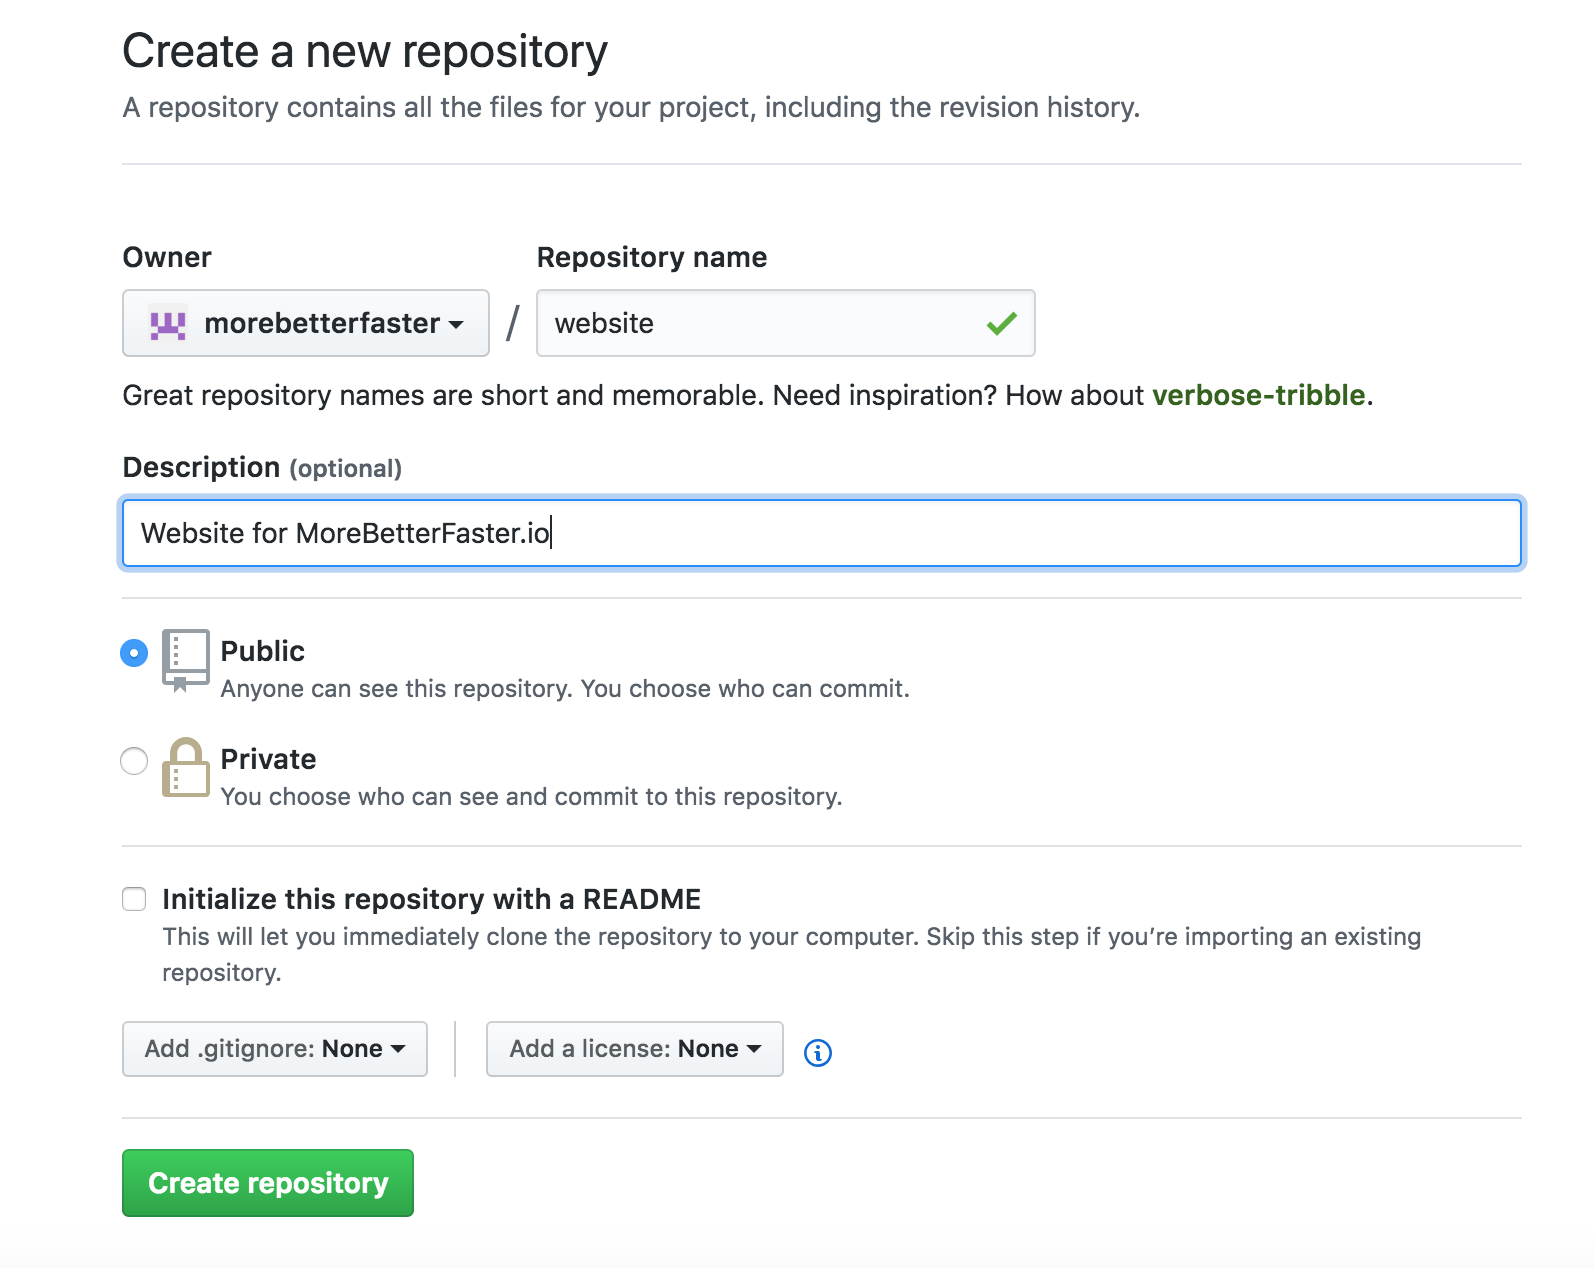 Create a new repository
A repository contains all the files for your project, including the revision history.
Owner
Repository name
morebetterfaster / website
Great repository names are short and memorable. Need inspiration? How about verbose-tribble.
Description (optional)
Website for MoreBetterFaster.io
Public
Anyone can see this repository. You choose who can commit.
Private
You choose who can see and commit to this repository.
Initialize this repository with a README
This will let you immediately clone the repository to your computer. Skip this step if you’re importing an existing
repository.
Add .gitignore: None
Add a license: None
Create repository